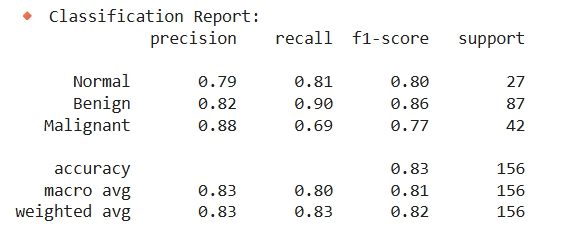 Classification Report:
precision recall f1-score support
Normal 0.79 0.81 0.80 27
Benign 0.82 0.90 0.86 87
Malignant 0.88 0.69 0.77 42
accuracy 0.83 156
macro avg 0.83 0.80 0.81 156
weighted avg 0.83 0.83 0.82 156